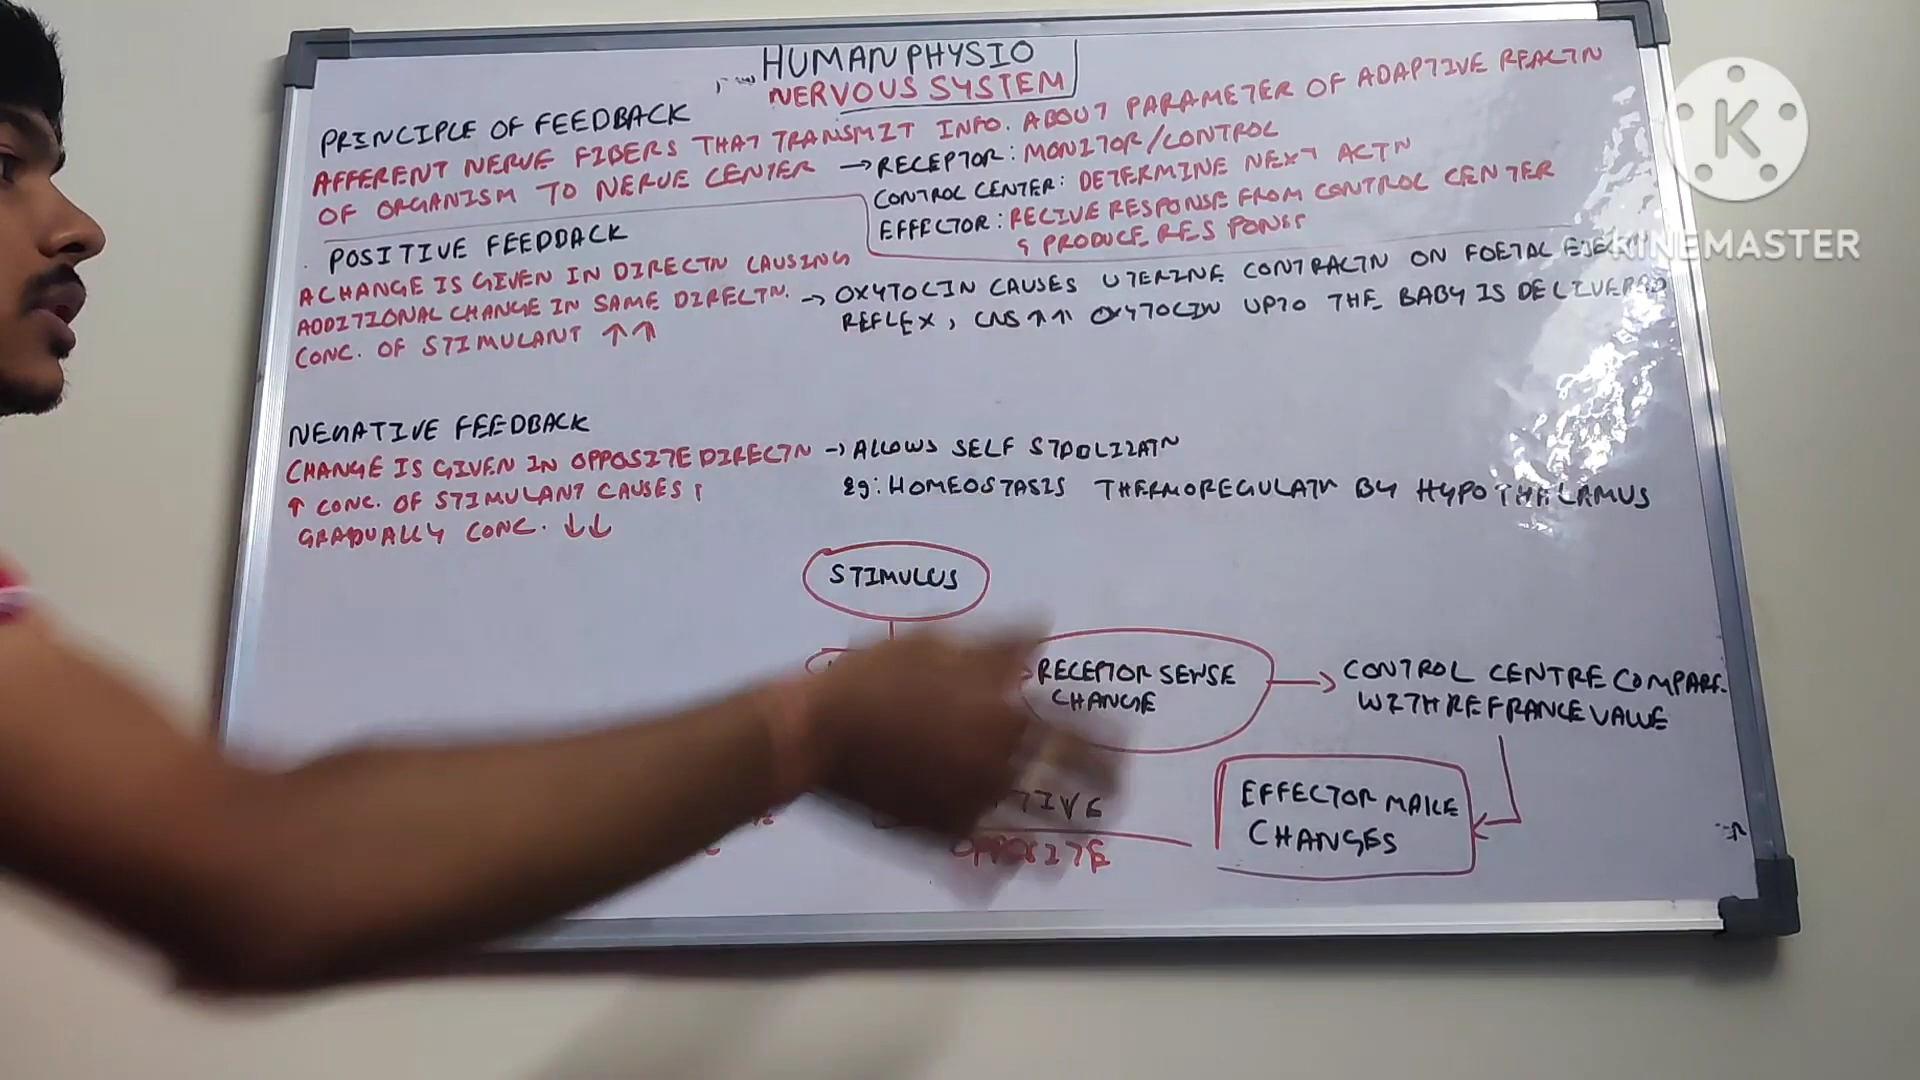 HUMAN PHYSIO
NERVOUS SYSTEM
PRINCIPLE OF FEEDBACK
AFFERENT NERVE FIBERS THAT TRANSMIT INFO. ABOUT PARAMETER OF ADAPTIVE REACTN
OF ORGANISM TO NERVE CENTER → RECEPTOR: MONITOR/CONTROL
CONTROL CENTER: DETERMINE NEXT ACTN
EFFECTOR: RECIVE RESPONSE FROM CONTROL CENTER
& PRODUCE RESPONSE
POSITIVE FEEDBACK
A CHANGE IS GIVEN IN DIRECTN CAUSING
ADDITIONAL CHANGE IN SAME DIRECTN.
CONC. OF STIMULANT ↑↑
→ OXYTOCIN CAUSES UTERINE CONTRACTN ON FOETAL
REFLEX, CNS ↑↑ OXYTOCIN UPTO THE BABY IS DELIVERED
NEGATIVE FEEDBACK
CHANGE IS GIVEN IN OPPOSITE DIRECTN → ALLOWS SELF STABLIZATN
↑ CONC. OF STIMULANT CAUSES
GRADUALLY CONC. ↓↓
Eg: HOMEOSTASIS THERMOREGULATN BY HYPOTHALAMUS
STIMULUS
RECEPTOR SENSE
CHANGE
→ CONTROL CENTRE COMPARE
WITH REFRANCE VALUE
EFFECTOR MAKE
CHANGES
OPPOSITE
K
KINEMASTER